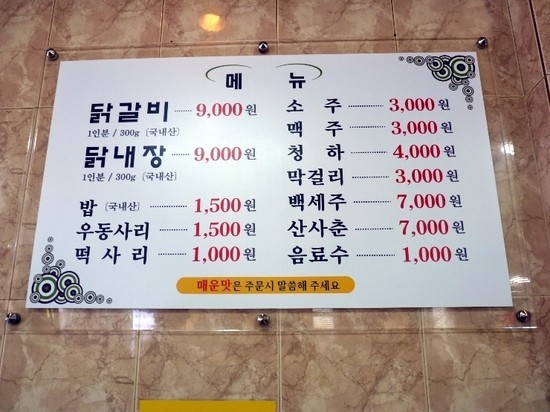 메 뉴
닭갈비 9,000원
1인분 / 300g (국내산)
닭내장 9,000원
1인분 / 300g (국내산)
밥 (국내산) 1,500원
우동사리 1,500원
떡 사 리 1,000원
소 주 3,000원
맥 주 3,000원
청 하 4,000원
막걸리 3,000원
백세주 7,000원
산사춘 7,000원
음료수 1,000원
매운맛은 주문시 말씀해 주세요